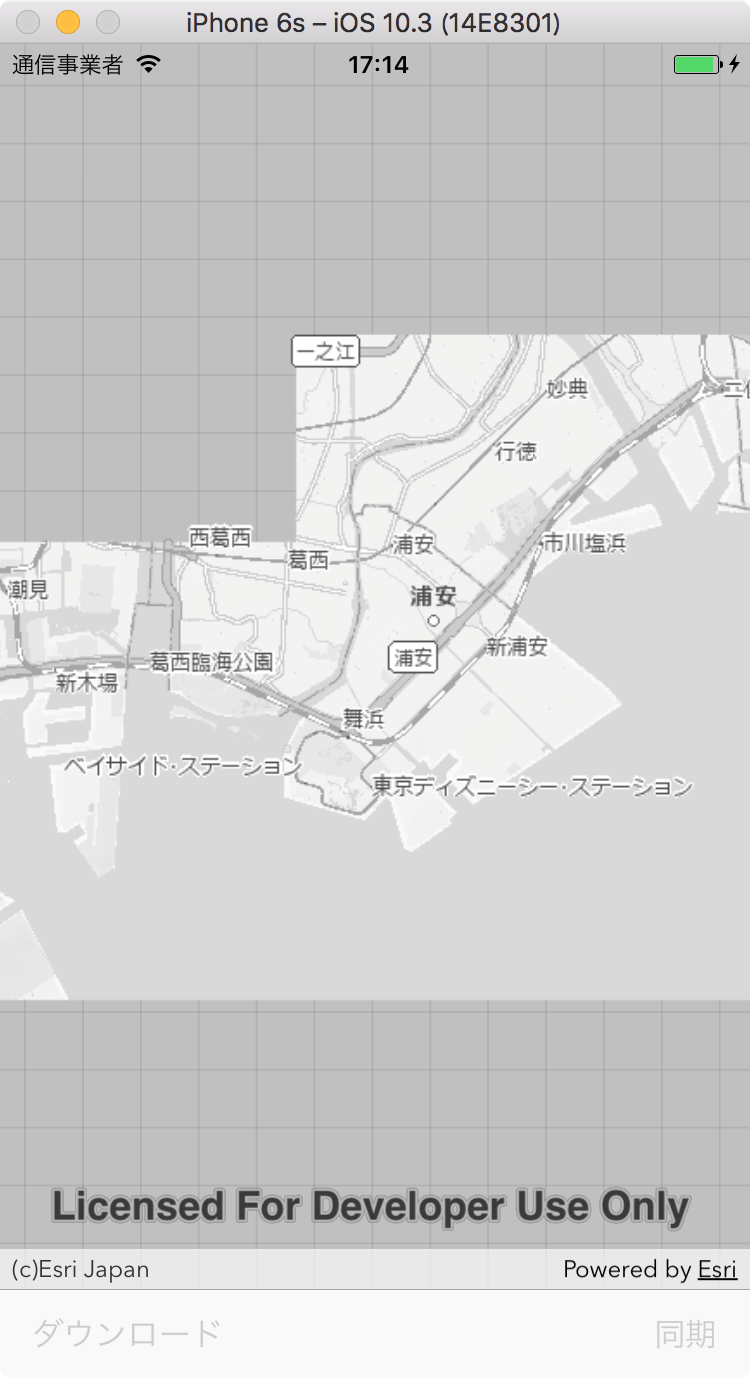 iPhone 6s – iOS 10.3 (14E8301)
通信事業者 17:14
一之江
妙典
行徳
西葛西
葛西
浦安
市川塩浜
潮見
浦安
浦安
新浦安
葛西臨海公園
新木場
舞浜
ベイサイド・ステーション
東京ディズニーシー・ステーション
Licensed For Developer Use Only
(c)Esri Japan Powered by Esri
ダウンロード 同期